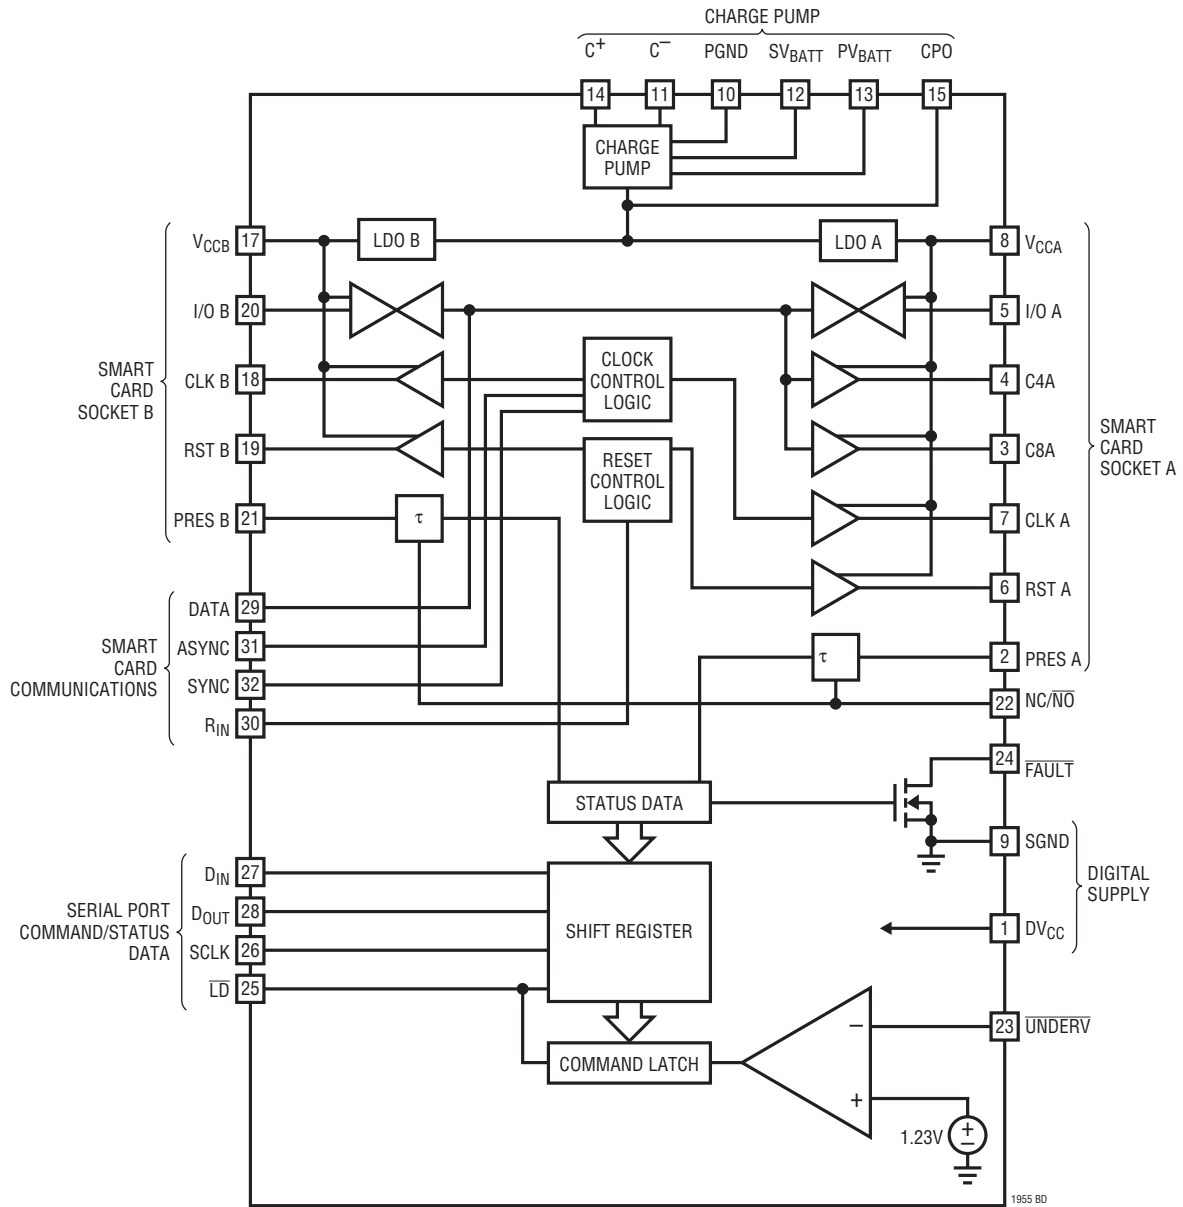 CHARGE PUMP
C+ C– PGND SVBATT PVBATT CPO
14 11 10 12 13 15
CHARGE
PUMP
VCCB 17 LDO B LDO A 8 VCCA
I/O B 20 5 I/O A
CLK B 18 4 C4A
CLOCK
CONTROL
LOGIC
SMART
CARD
SOCKET B
RST B 19 3 C8A
RESET
CONTROL
LOGIC
SMART
CARD
SOCKET A
PRES B 21 τ 7 CLK A
6 RST A
DATA 29
ASYNC 31
SYNC 32
RIN 30
SMART
CARD
COMMUNICATIONS
τ 2 PRES A
22 NC/N̅O̅
24 F̅A̅U̅L̅T̅
STATUS DATA
9 SGND
DIGITAL
SUPPLY
1 DVCC
DIN 27
DOUT 28
SCLK 26
L̅D̅ 25
SERIAL PORT
COMMAND/STATUS
DATA
SHIFT REGISTER
23 U̅N̅D̅E̅R̅V̅
–
COMMAND LATCH
+
1.23V + –
1955 BD